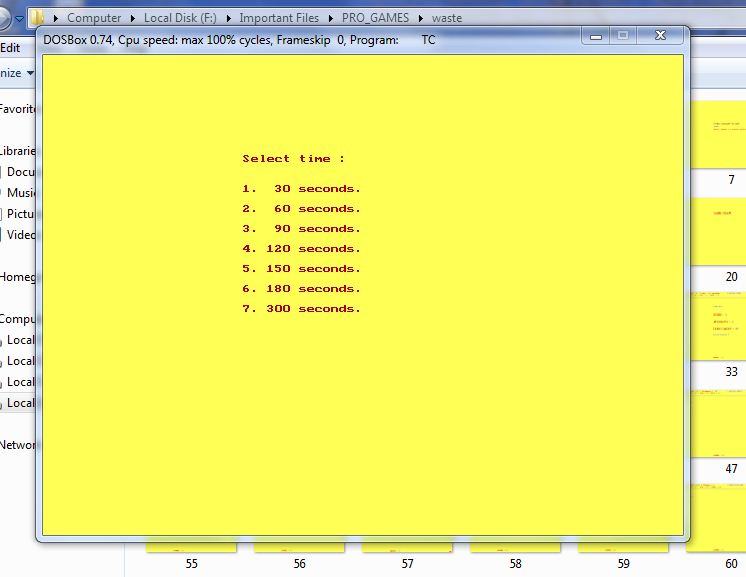 Computer Local Disk (F:) Important Files PRO_GAMES waste
DOSBox 0.74, Cpu speed: max 100% cycles, Frameskip 0, Program: TC
Edit
Select time :
1. 30 seconds.
2. 60 seconds.
3. 90 seconds.
4. 120 seconds.
5. 150 seconds.
6. 180 seconds.
7. 300 seconds.
nize
Favorite
Librarie
Docu
Musi
Pictu
Video
Homeg
Compu
Local
Local
Local
Local
Networ
7
20
33
47
55 56 57 58 59 60